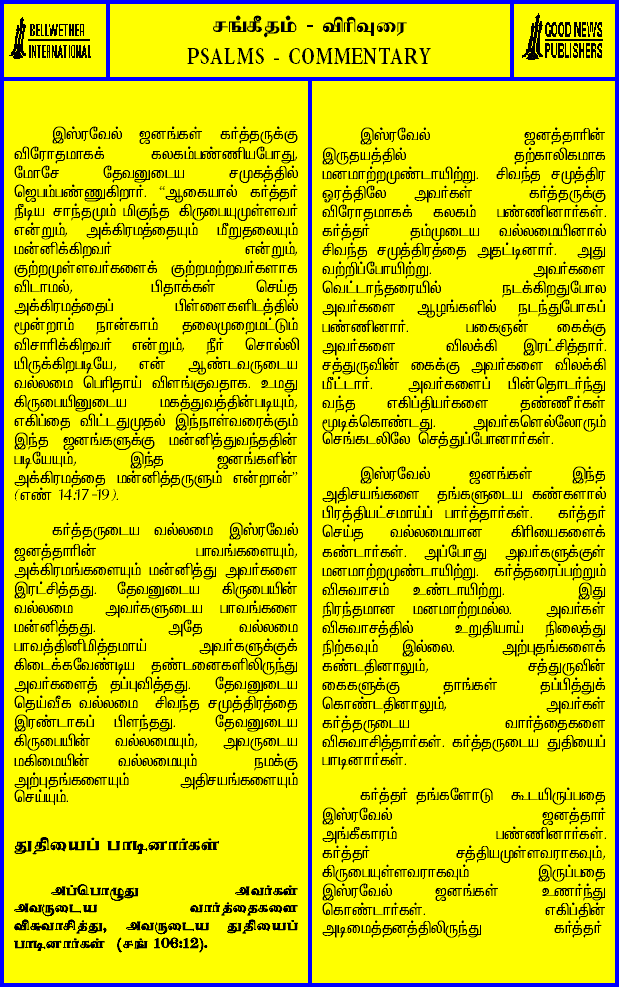 BELLWETHER
INTERNATIONAL
சங்கீதம் - விரிவுரை
PSALMS - COMMENTARY
GOOD NEWS
PUBLISHERS
இஸ்ரவேல் ஜனங்கள் கர்த்தருக்கு
விரோதமாகக் கலகம்பண்ணியபோது,
மோசே தேவனுடைய சமுகத்தில்
ஜெபம்பண்ணுகிறார். "ஆகையால் கர்த்தர்
நீடிய சாந்தமும் மிகுந்த கிருபையுமுள்ளவர்
என்றும், அக்கிரமத்தையும் மீறுதலையும்
மன்னிக்கிறவர் என்றும்,
குற்றமுள்ளவர்களைக் குற்றமற்றவர்களாக
விடாமல், பிதாக்கள் செய்த
அக்கிரமத்தைப் பிள்ளைகளிடத்தில்
மூன்றாம் நான்காம் தலைமுறைமட்டும்
விசாரிக்கிறவர் என்றும், நீர் சொல்லி
யிருக்கிறபடியே, என் ஆண்டவருடைய
வல்லமை பெரிதாய் விளங்குவதாக. உமது
கிருபையினுடைய மகத்துவத்தின்படியும்,
எகிப்தை விட்டதுமுதல் இந்நாள்வரைக்கும்
இந்த ஜனங்களுக்கு மன்னித்துவந்ததின்
படியேயும், இந்த ஜனங்களின்
அக்கிரமத்தை மன்னித்தருளும் என்றான்"
(எண் 14:17-19).
கர்த்தருடைய வல்லமை இஸ்ரவேல்
ஜனத்தாரின் பாவங்களையும்,
அக்கிரமங்களையும் மன்னித்து அவர்களை
இரட்சித்தது. தேவனுடைய கிருபையின்
வல்லமை அவர்களுடைய பாவங்களை
மன்னித்தது. அதே வல்லமை
பாவத்தினிமித்தமாய் அவர்களுக்குக்
கிடைக்கவேண்டிய தண்டனைகளிலிருந்து
அவர்களைத் தப்புவித்தது. தேவனுடைய
தெய்வீக வல்லமை சிவந்த சமுத்திரத்தை
இரண்டாகப் பிளந்தது. தேவனுடைய
கிருபையின் வல்லமையும், அவருடைய
மகிமையின் வல்லமையும் நமக்கு
அற்புதங்களையும் அதிசயங்களையும்
செய்யும்.
துதியைப் பாடினார்கள்
அப்பொழுது அவர்கள்
அவருடைய வார்த்தைகளை
விசுவாசித்து, அவருடைய துதியைப்
பாடினார்கள் (சங் 106:12).
இஸ்ரவேல் ஜனத்தாரின்
இருதயத்தில் தற்காலிகமாக
மனமாற்றமுண்டாயிற்று. சிவந்த சமுத்திர
ஓரத்திலே அவர்கள் கர்த்தருக்கு
விரோதமாகக் கலகம் பண்ணினார்கள்.
கர்த்தர் தம்முடைய வல்லமையினால்
சிவந்த சமுத்திரத்தை அதட்டினார். அது
வற்றிப்போயிற்று. அவர்களை
வெட்டாந்தரையில் நடக்கிறதுபோல
அவர்களை ஆழங்களில் நடந்துபோகப்
பண்ணினார். பகைஞன் கைக்கு
அவர்களை விலக்கி இரட்சித்தார்.
சத்துருவின் கைக்கு அவர்களை விலக்கி
மீட்டார். அவர்களைப் பின்தொடர்ந்து
வந்த எகிப்தியர்களை தண்ணீர்கள்
மூடிக்கொண்டது. அவர்களெல்லோரும்
செங்கடலிலே செத்துப்போனார்கள்.
இஸ்ரவேல் ஜனங்கள் இந்த
அதிசயங்களை தங்களுடைய கண்களால்
பிரத்தியட்சமாய்ப் பார்த்தார்கள். கர்த்தர்
செய்த வல்லமையான கிரியைகளைக்
கண்டார்கள். அப்போது அவர்களுக்குள்
மனமாற்றமுண்டாயிற்று. கர்த்தரைப்பற்றும்
விசுவாசம் உண்டாயிற்று. இது
நிரந்தமான மனமாற்றமல்ல. அவர்கள்
விசுவாசத்தில் உறுதியாய் நிலைத்து
நிற்கவும் இல்லை. அற்புதங்களைக்
கண்டதினாலும், சத்துருவின்
கைகளுக்கு தாங்கள் தப்பித்துக்
கொண்டதினாலும், அவர்கள்
கர்த்தருடைய வார்த்தைகளை
விசுவாசித்தார்கள். கர்த்தருடைய துதியைப்
பாடினார்கள்.
கர்த்தர் தங்களோடு கூடயிருப்பதை
இஸ்ரவேல் ஜனத்தார்
அங்கீகாரம் பண்ணினார்கள்.
கர்த்தர் சத்தியமுள்ளவராகவும்,
கிருபையுள்ளவராகவும் இருப்பதை
இஸ்ரவேல் ஜனங்கள் உணர்ந்து
கொண்டார்கள். எகிப்தின்
அடிமைத்தனத்திலிருந்து கர்த்தர்